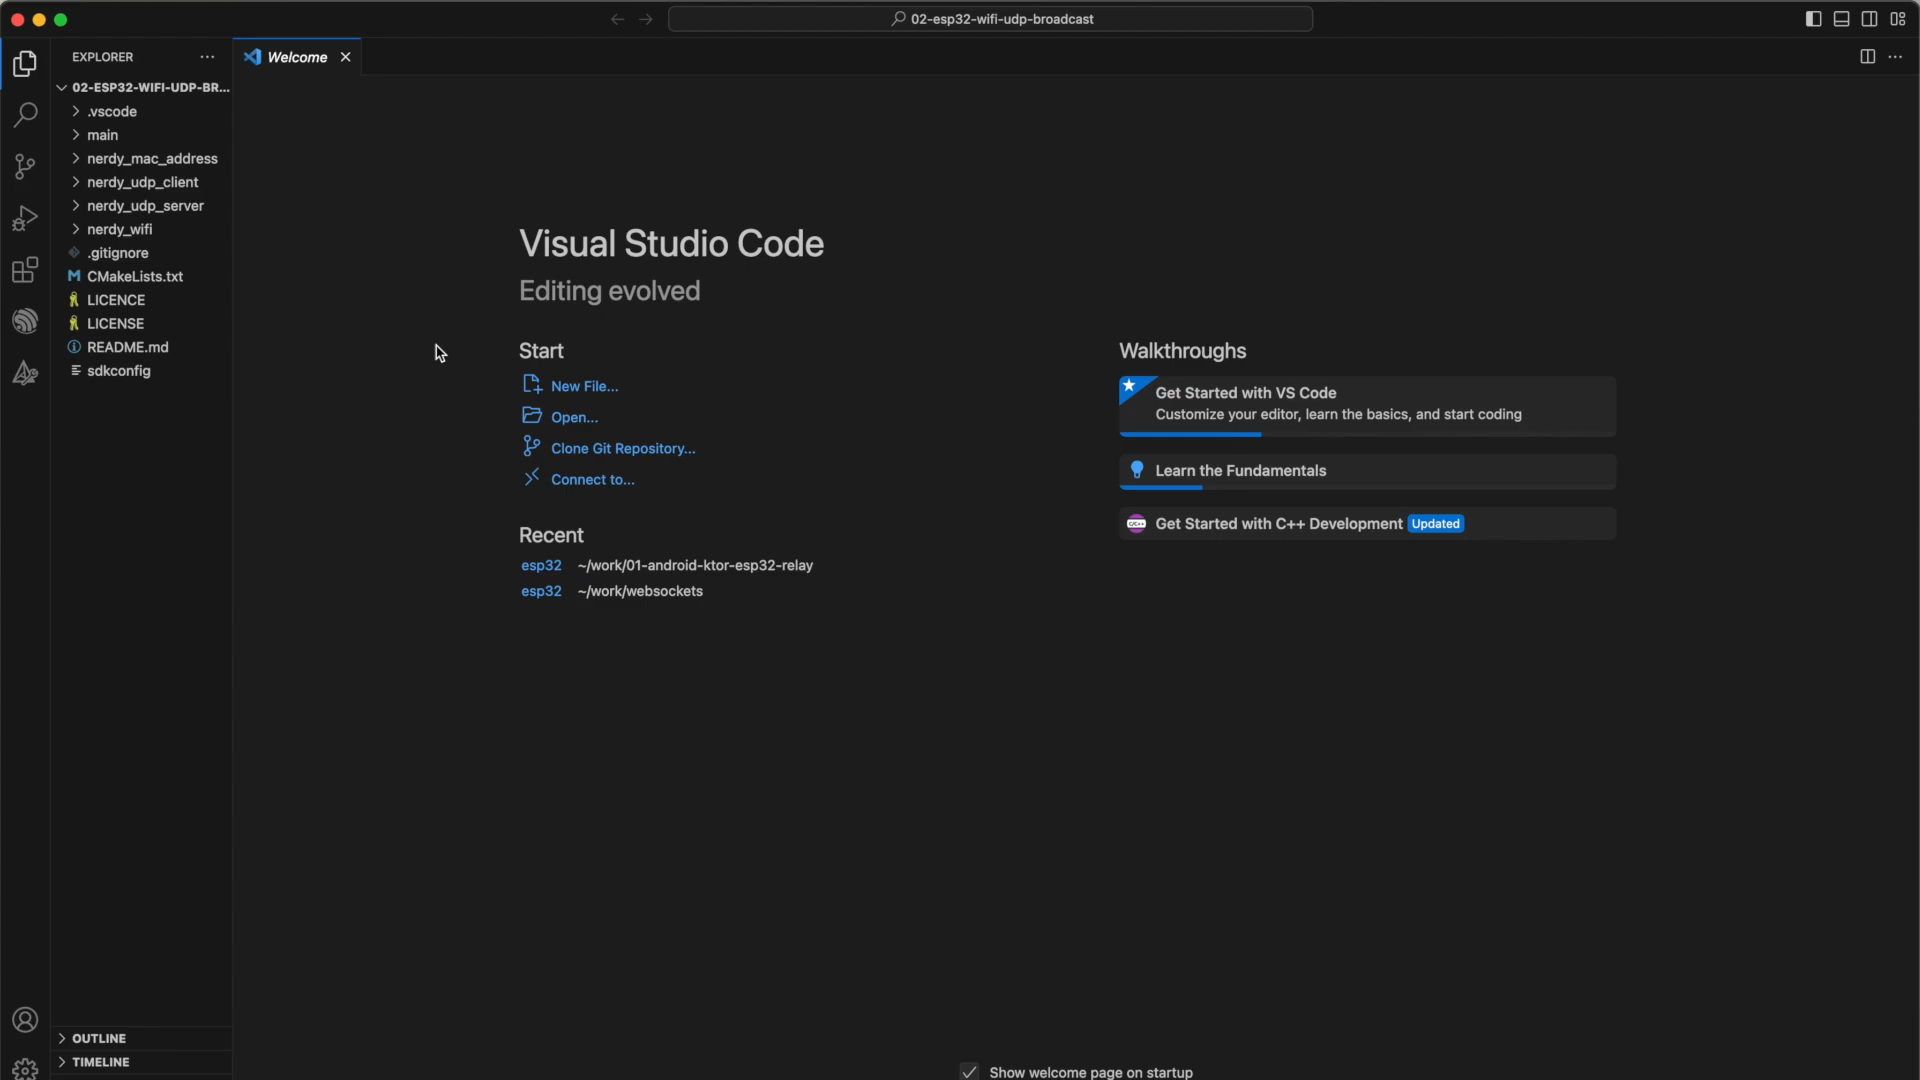 02-esp32-wifi-udp-broadcast
EXPLORER
Welcome
02-ESP32-WIFI-UDP-BR...
.vscode
main
nerdy_mac_address
nerdy_udp_client
nerdy_udp_server
nerdy_wifi
.gitignore
CMakeLists.txt
LICENCE
LICENSE
README.md
sdkconfig
Visual Studio Code
Editing evolved
Start
New File...
Open...
Clone Git Repository...
Connect to...
Recent
esp32 ~/work/01-android-ktor-esp32-relay
esp32 ~/work/websockets
Walkthroughs
Get Started with VS Code
Customize your editor, learn the basics, and start coding
Learn the Fundamentals
C/C++ Get Started with C++ Development Updated
OUTLINE
TIMELINE
Show welcome page on startup